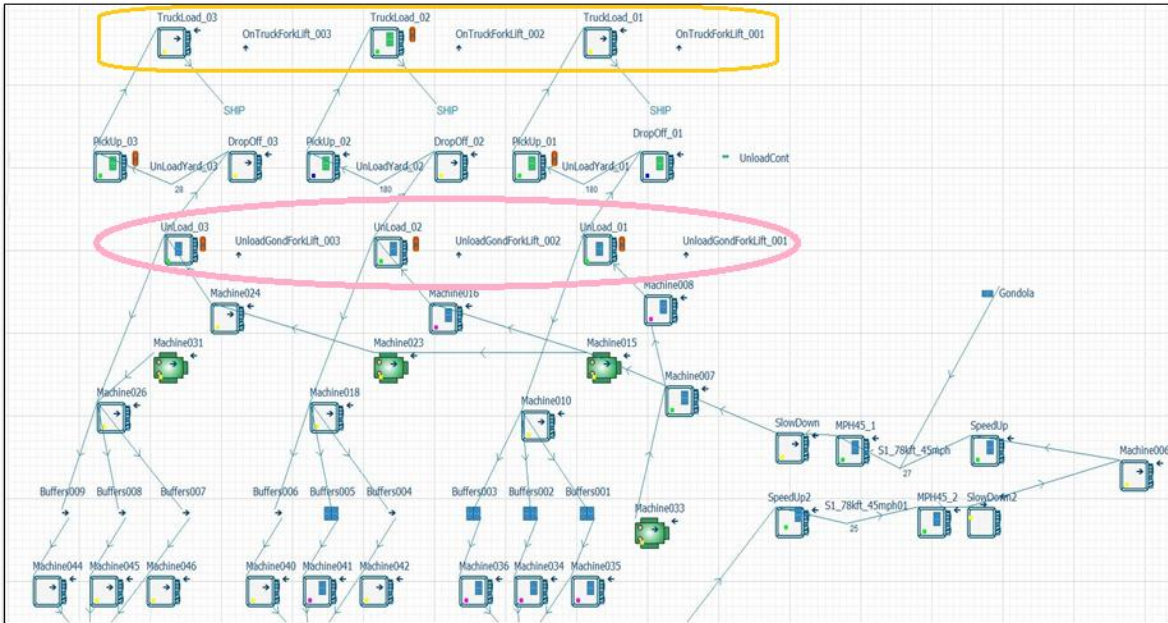 TruckLoad_03
OnTruckForkLift_003
TruckLoad_02
OnTruckForkLift_002
TruckLoad_01
OnTruckForkLift_001
SHIP
SHIP
SHIP
PickUp_03
UnLoadYard_03
28
DropOff_03
PickUp_02
UnLoadYard_02
180
DropOff_02
PickUp_01
UnLoadYard_01
180
DropOff_01
UnloadCont
UnLoad_03
UnloadGondForkLift_003
UnLoad_02
UnloadGondForkLift_002
UnLoad_01
UnloadGondForkLift_001
Machine024
Machine016
Machine008
Gondola
Machine031
Machine023
Machine015
Machine007
Machine026
Machine018
Machine010
SlowDown
MPH45_1
S1_78kft_45mph
27
SpeedUp
Machine006
Buffers009
Buffers008
Buffers007
Buffers006
Buffers005
Buffers004
Buffers003
Buffers002
Buffers001
Machine033
SpeedUp2
S1_78kft_45mph01
25
MPH45_2
SlowDown2
Machine044
Machine045
Machine046
Machine040
Machine041
Machine042
Machine036
Machine034
Machine035